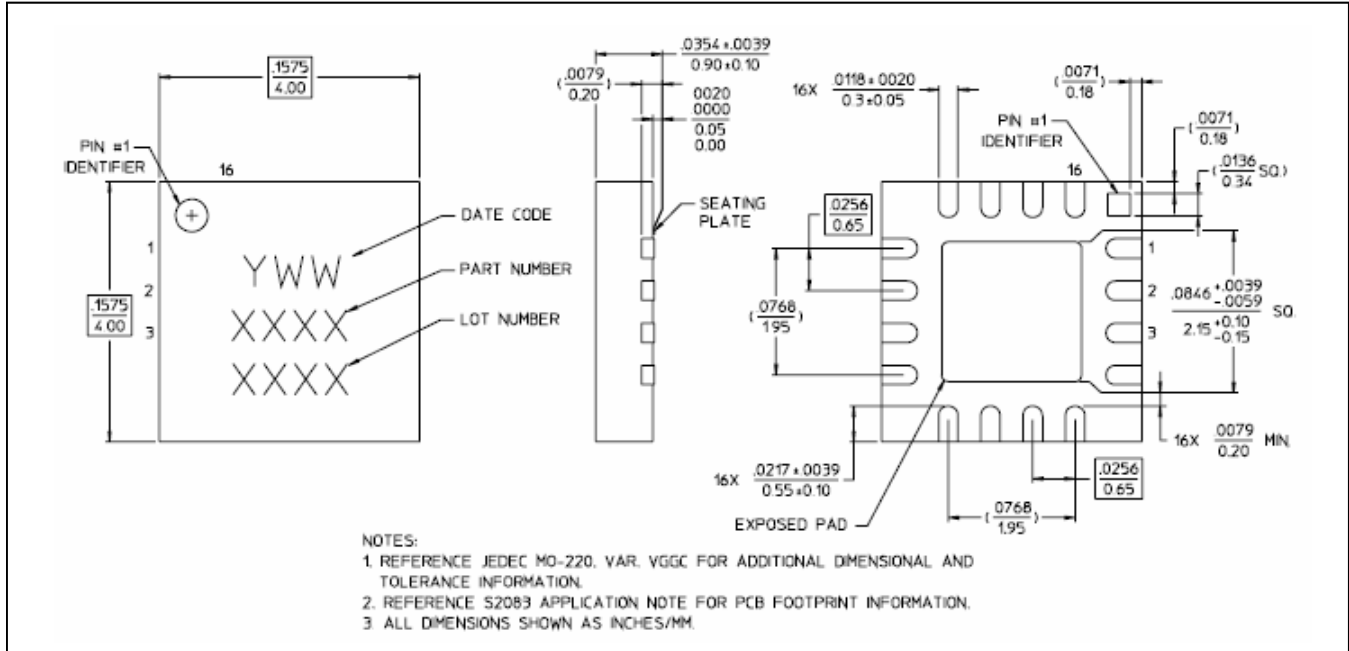 .1575
4.00
PIN #1
IDENTIFIER
16
1
2
3
.1575
4.00
YWW
XXXX
XXXX
DATE CODE
PART NUMBER
LOT NUMBER
.0354±.0039
0.90±0.10
(.0079
0.20)
0020
0000
0.05
0.00
SEATING
PLATE
16X .0118±.0020
0.3±0.05
(.0071
0.18)
PIN #1
IDENTIFIER
16
(.0071
0.18)
(.0136
0.34 SQ.)
.0256
0.65
(.0768
1.95)
1
2
3
.0846 +.0039
-.0059 SQ.
2.15 +0.10
-0.15
16X .0079
0.20 MIN.
16X .0217±.0039
0.55±0.10
.0256
0.65
(.0768
1.95)
EXPOSED PAD
NOTES:
1. REFERENCE JEDEC MO-220, VAR. VGGC FOR ADDITIONAL DIMENSIONAL AND
TOLERANCE INFORMATION.
2. REFERENCE S2083 APPLICATION NOTE FOR PCB FOOTPRINT INFORMATION.
3 ALL DIMENSIONS SHOWN AS INCHES/MM.